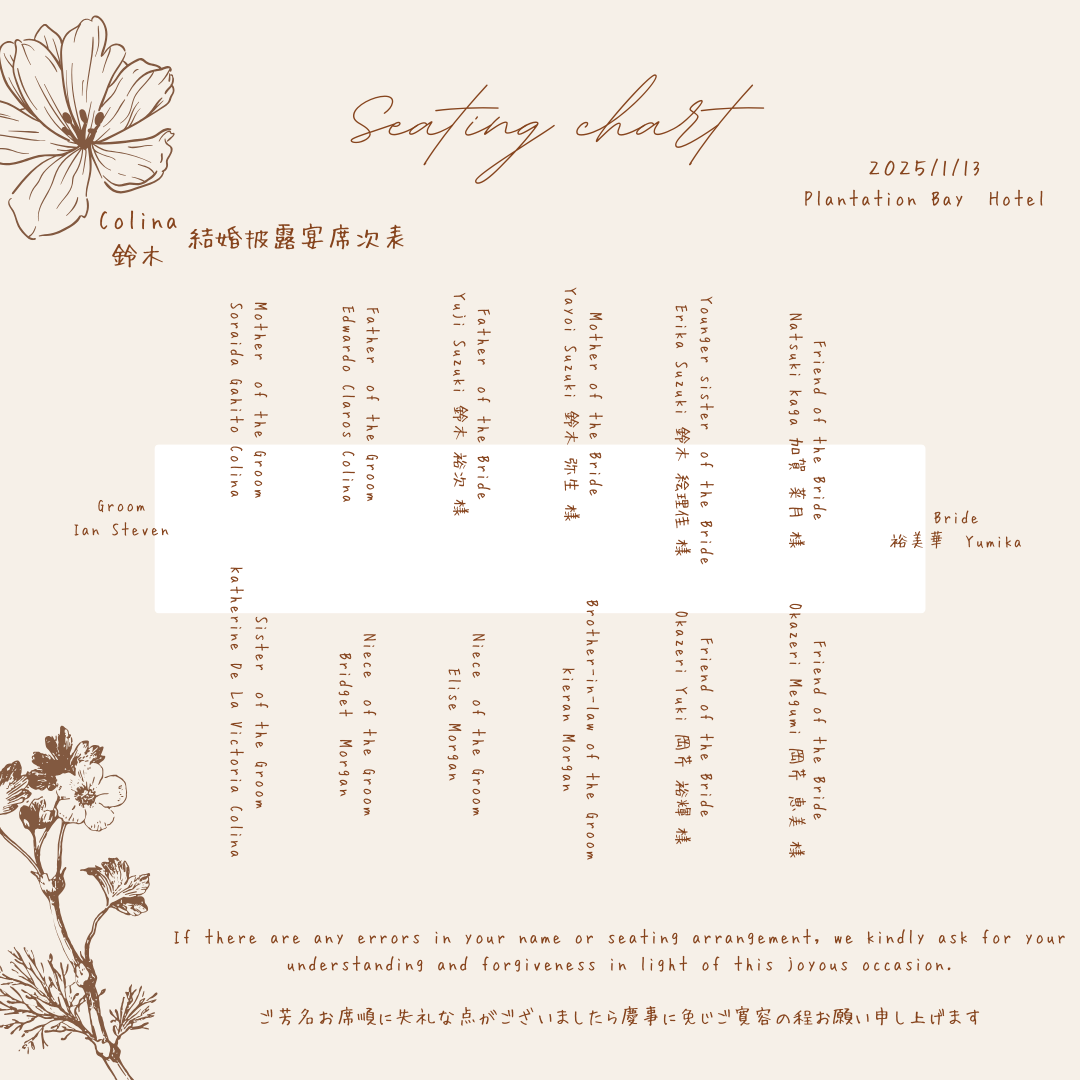 Seating chart
2025/1/13
Plantation Bay Hotel
Colina
鈴木
結婚披露宴席次表
Mother of the Groom
Soraida Gahito Colina
Father of the Groom
Edwardo Claros Colina
Father of the Bride
Yuji Suzuki 鈴木 裕次 様
Mother of the Bride
Yayoi Suzuki 鈴木 弥生 様
Younger sister of the Bride
Erika Suzuki 鈴木 絵理佳 様
Friend of the Bride
Natsuki kaga 加賀 菜月 様
Groom
Ian Steven
Bride
裕美華 Yumika
Sister of the Groom
katherine De La Victoria Colina
Niece of the Groom
Bridget Morgan
Niece of the Groom
Elise Morgan
Brother-in-law of the Groom
kieran Morgan
Friend of the Bride
Okazeri Yuki 岡芹 裕輝 様
Friend of the Bride
Okazeri Megumi 岡芹 恵美 様
If there are any errors in your name or seating arrangement, we kindly ask for your
understanding and forgiveness in light of this joyous occasion.
ご芳名お席順に失礼な点がございましたら慶事に免じご寛容の程お願い申し上げます